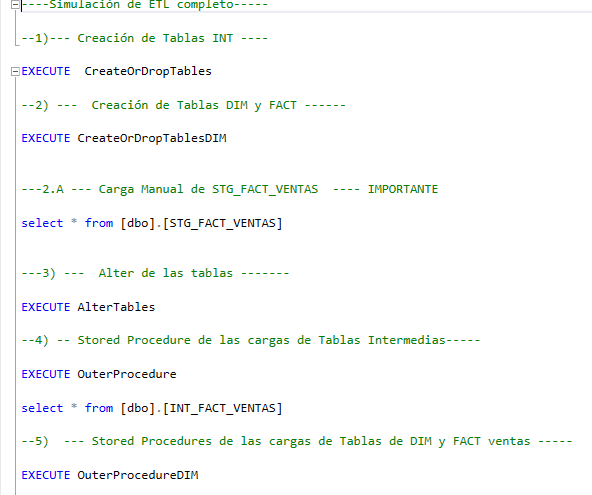 ----Simulación de ETL completo-----
--1)--- Creación de Tablas INT ----
EXECUTE  CreateOrDropTables
--2) ---  Creación de Tablas DIM y FACT ------
EXECUTE CreateOrDropTablesDIM
---2.A --- Carga Manual de STG_FACT_VENTAS  ---- IMPORTANTE
select * from [dbo].[STG_FACT_VENTAS]
---3) ---  Alter de las tablas -------
EXECUTE AlterTables
--4) -- Stored Procedure de las cargas de Tablas Intermedias-----
EXECUTE OuterProcedure
select * from [dbo].[INT_FACT_VENTAS]
--5)  --- Stored Procedures de las cargas de Tablas de DIM y FACT ventas -----
EXECUTE OuterProcedureDIM